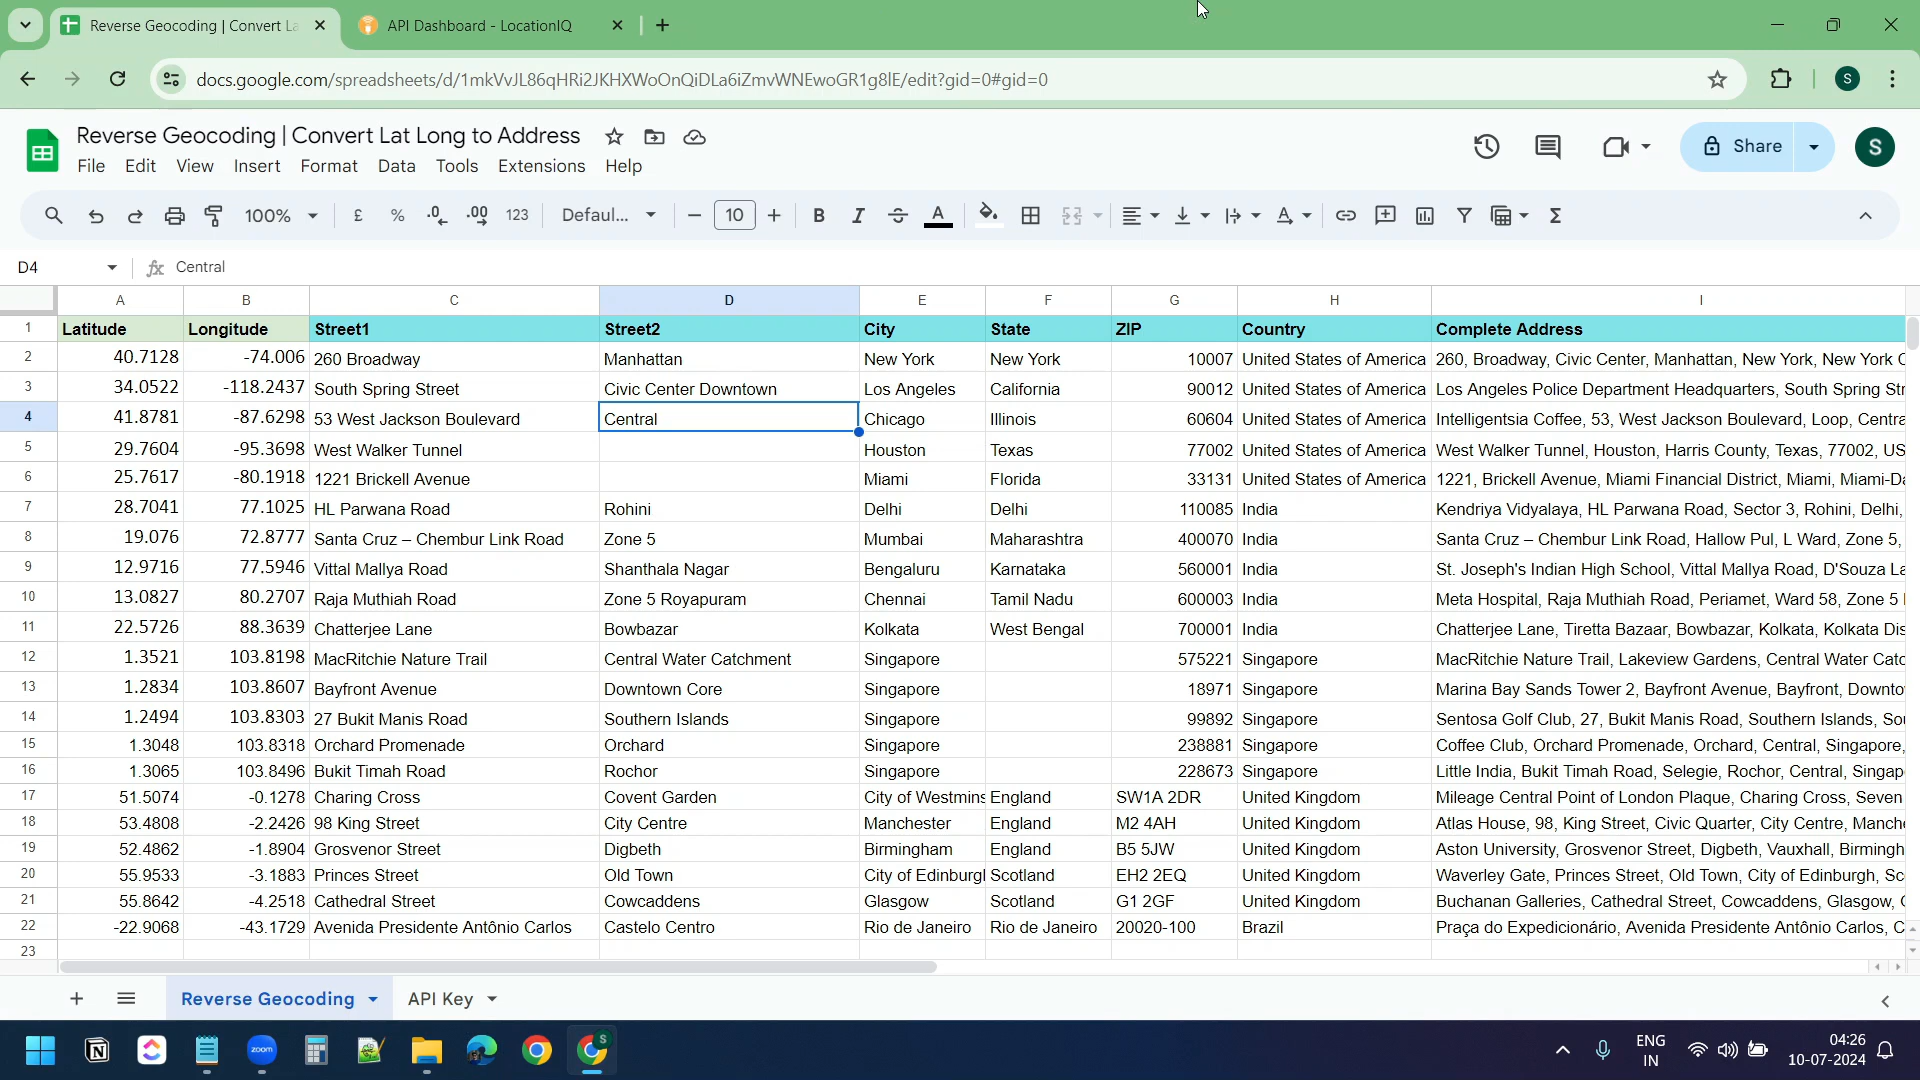 Reverse Geocoding | Convert La
API Dashboard - LocationIQ
docs.google.com/spreadsheets/d/1mkVvJL86qHRi2JKHXWoOnQiDLa6iZmvWNEwoGR1g8lE/edit?gid=0#gid=0
S
Reverse Geocoding | Convert Lat Long to Address
Share
S
File Edit View Insert Format Data Tools Extensions Help
100% £ % .0 .00 123 Defaul... 10 B I A
D4 fx Central
A B C D E F G H I
1 Latitude Longitude Street1 Street2 City State ZIP Country Complete Address
2 40.7128 -74.006 260 Broadway Manhattan New York New York 10007 United States of America 260, Broadway, Civic Center, Manhattan, New York, New York C
3 34.0522 -118.2437 South Spring Street Civic Center Downtown Los Angeles California 90012 United States of America Los Angeles Police Department Headquarters, South Spring Str
4 41.8781 -87.6298 53 West Jackson Boulevard Central Chicago Illinois 60604 United States of America Intelligentsia Coffee, 53, West Jackson Boulevard, Loop, Centra
5 29.7604 -95.3698 West Walker Tunnel Houston Texas 77002 United States of America West Walker Tunnel, Houston, Harris County, Texas, 77002, US
6 25.7617 -80.1918 1221 Brickell Avenue Miami Florida 33131 United States of America 1221, Brickell Avenue, Miami Financial District, Miami, Miami-Da
7 28.7041 77.1025 HL Parwana Road Rohini Delhi Delhi 110085 India Kendriya Vidyalaya, HL Parwana Road, Sector 3, Rohini, Delhi,
8 19.076 72.8777 Santa Cruz – Chembur Link Road Zone 5 Mumbai Maharashtra 400070 India Santa Cruz – Chembur Link Road, Hallow Pul, L Ward, Zone 5,
9 12.9716 77.5946 Vittal Mallya Road Shanthala Nagar Bengaluru Karnataka 560001 India St. Joseph's Indian High School, Vittal Mallya Road, D'Souza La
10 13.0827 80.2707 Raja Muthiah Road Zone 5 Royapuram Chennai Tamil Nadu 600003 India Meta Hospital, Raja Muthiah Road, Periamet, Ward 58, Zone 5
11 22.5726 88.3639 Chatterjee Lane Bowbazar Kolkata West Bengal 700001 India Chatterjee Lane, Tiretta Bazaar, Bowbazar, Kolkata, Kolkata Dis
12 1.3521 103.8198 MacRitchie Nature Trail Central Water Catchment Singapore 575221 Singapore MacRitchie Nature Trail, Lakeview Gardens, Central Water Catc
13 1.2834 103.8607 Bayfront Avenue Downtown Core Singapore 18971 Singapore Marina Bay Sands Tower 2, Bayfront Avenue, Bayfront, Downto
14 1.2494 103.8303 27 Bukit Manis Road Southern Islands Singapore 99892 Singapore Sentosa Golf Club, 27, Bukit Manis Road, Southern Islands, Sou
15 1.3048 103.8318 Orchard Promenade Orchard Singapore 238881 Singapore Coffee Club, Orchard Promenade, Orchard, Central, Singapore,
16 1.3065 103.8496 Bukit Timah Road Rochor Singapore 228673 Singapore Little India, Bukit Timah Road, Selegie, Rochor, Central, Singap
17 51.5074 -0.1278 Charing Cross Covent Garden City of Westmins England SW1A 2DR United Kingdom Mileage Central Point of London Plaque, Charing Cross, Seven
18 53.4808 -2.2426 98 King Street City Centre Manchester England M2 4AH United Kingdom Atlas House, 98, King Street, Civic Quarter, City Centre, Manche
19 52.4862 -1.8904 Grosvenor Street Digbeth Birmingham England B5 5JW United Kingdom Aston University, Grosvenor Street, Digbeth, Vauxhall, Birmingh
20 55.9533 -3.1883 Princes Street Old Town City of Edinburgl Scotland EH2 2EQ United Kingdom Waverley Gate, Princes Street, Old Town, City of Edinburgh, Sc
21 55.8642 -4.2518 Cathedral Street Cowcaddens Glasgow Scotland G1 2GF United Kingdom Buchanan Galleries, Cathedral Street, Cowcaddens, Glasgow,
22 -22.9068 -43.1729 Avenida Presidente Antônio Carlos Castelo Centro Rio de Janeiro Rio de Janeiro 20020-100 Brazil Praça do Expedicionário, Avenida Presidente Antônio Carlos, C
23
Reverse Geocoding API Key
zoom S
ENG
IN
04:26
10-07-2024